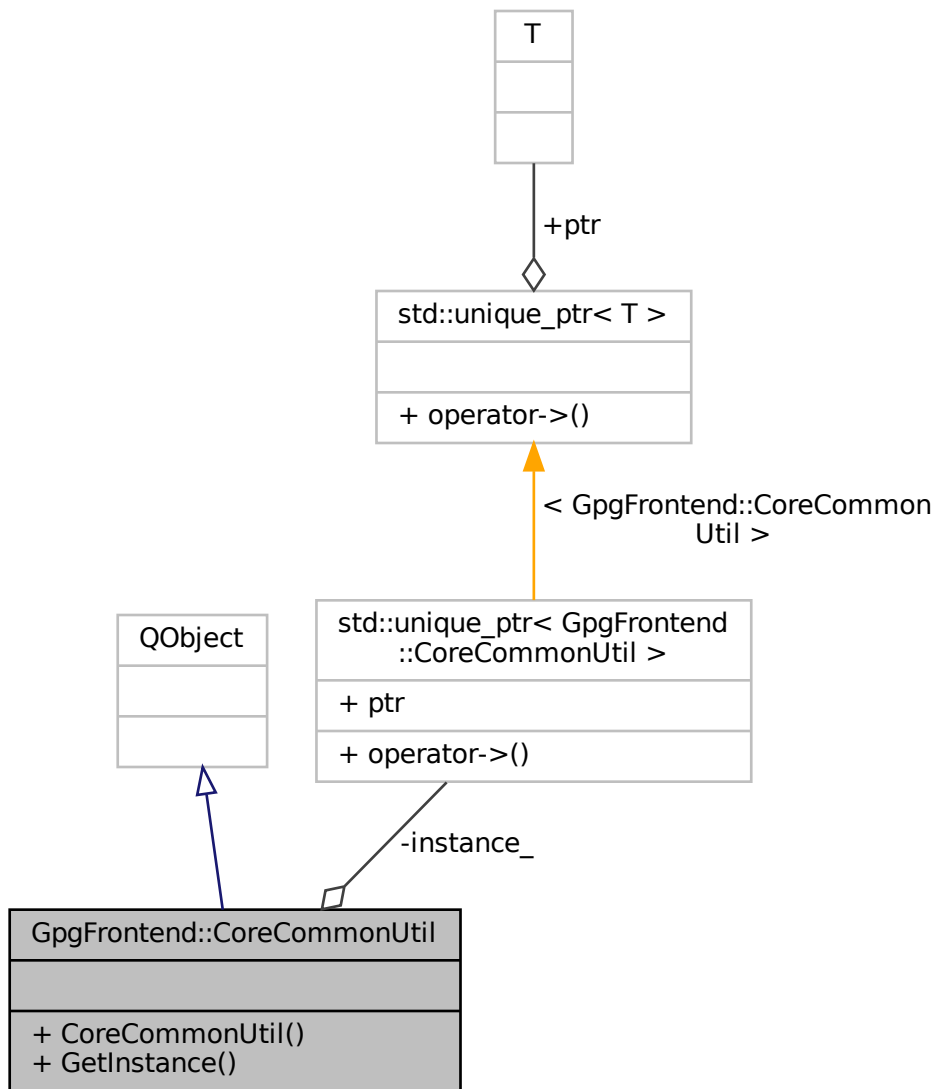 T
+ptr
std::unique_ptr< T >
+ operator->()
< GpgFrontend::CoreCommon
Util >
std::unique_ptr< GpgFrontend
::CoreCommonUtil >
+ ptr
+ operator->()
QObject
-instance_
GpgFrontend::CoreCommonUtil
+ CoreCommonUtil()
+ GetInstance()